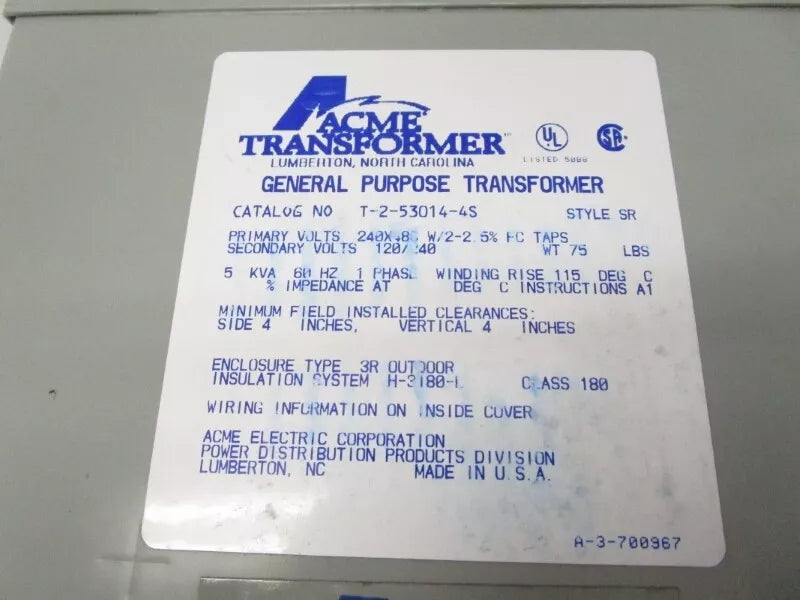 ACME
TRANSFORMER
LUMBERTON, NORTH CAROLINA
UL
LISTED 50BB
SA
GENERAL PURPOSE TRANSFORMER
CATALOG NO T-2-53014-4S STYLE SR
PRIMARY VOLTS W/2-2.5% FC TAPS
SECONDARY VOLTS 120/240 WT 75 LBS
5 KVA 60 HZ 1 PHASE WINDING RISE 115 DEG C
% IMPEDANCE AT DEG C INSTRUCTIONS A1
MINIMUM FIELD INSTALLED CLEARANCES:
SIDE 4 INCHES, VERTICAL 4 INCHES
ENCLOSURE TYPE 3R OUTDOOR
INSULATION SYSTEM CLASS 180
WIRING INFORMATION ON INSIDE COVER
ACME ELECTRIC CORPORATION
POWER DISTRIBUTION PRODUCTS DIVISION
LUMBERTON, NC MADE IN U.S.A.
A-3-700967